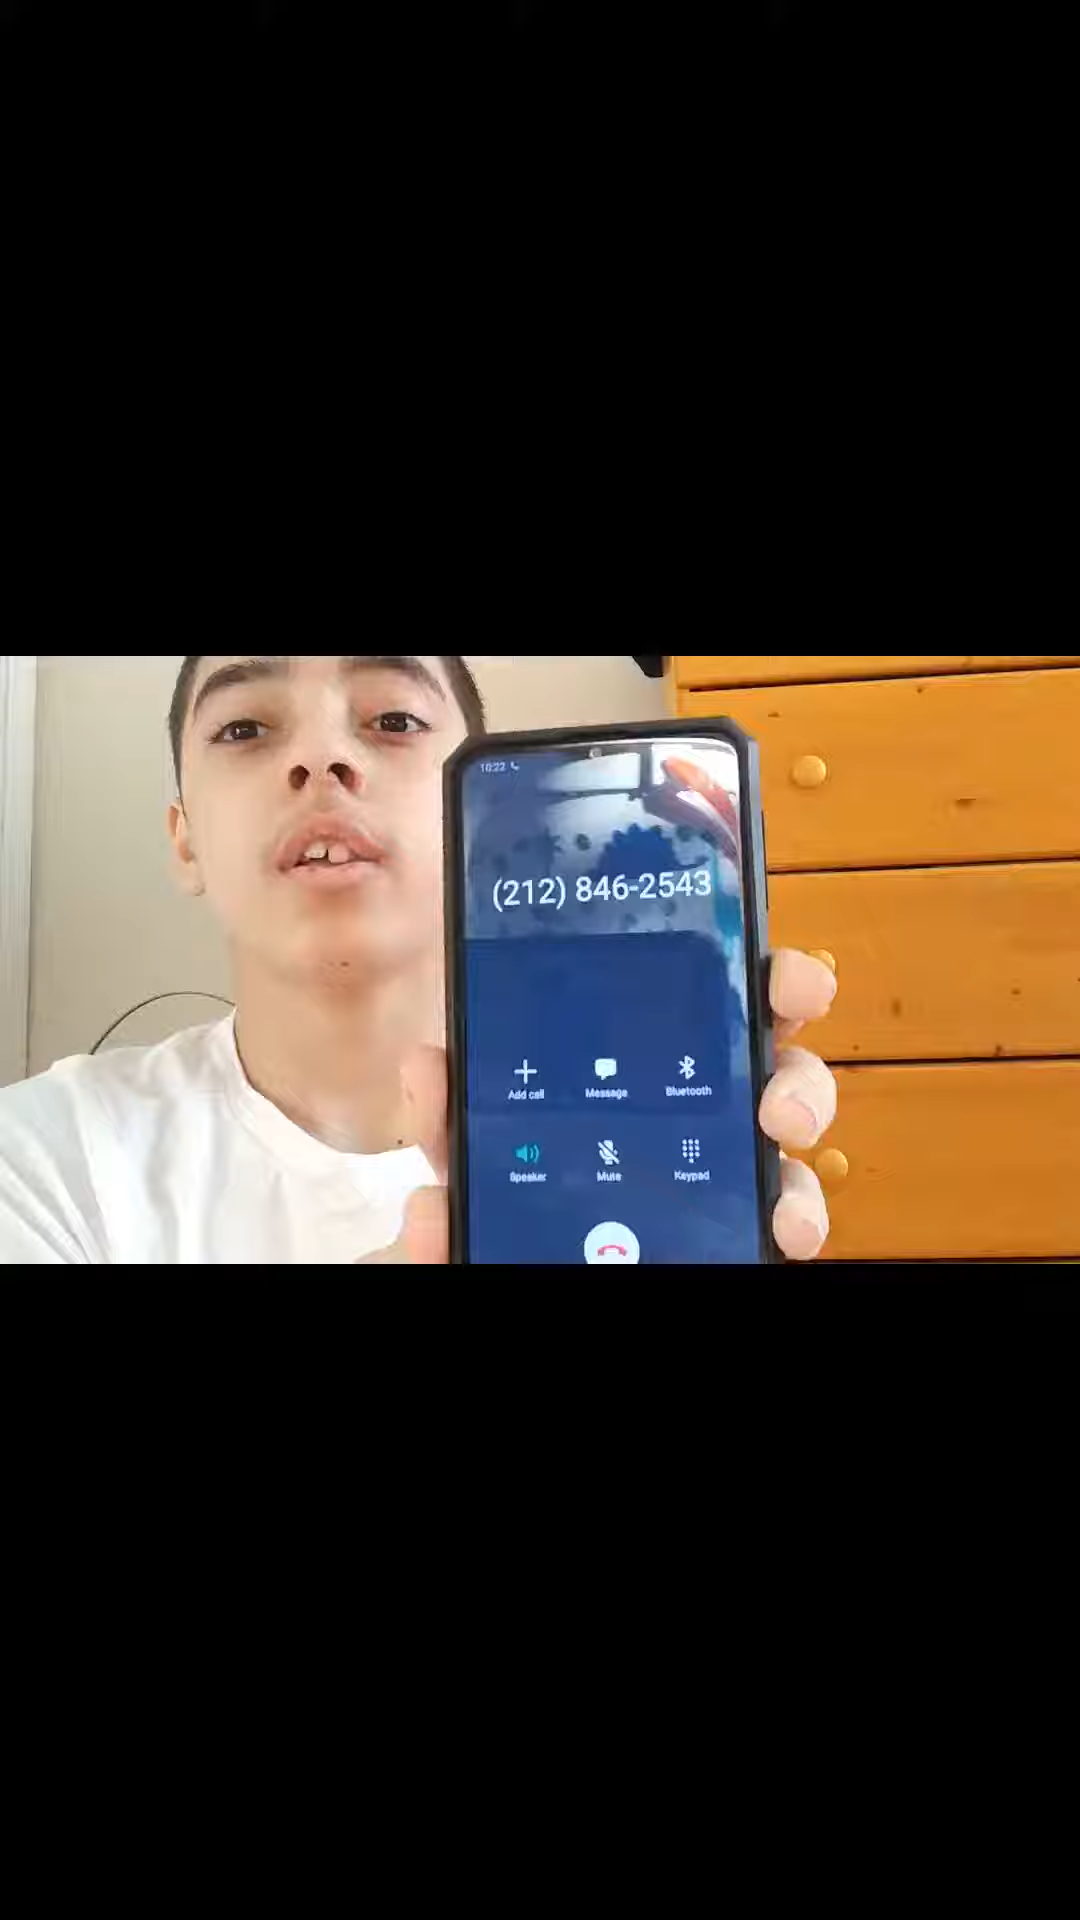 10:22
(212) 846-2543
Add call
Message
Bluetooth
Speaker
Mute
Keypad